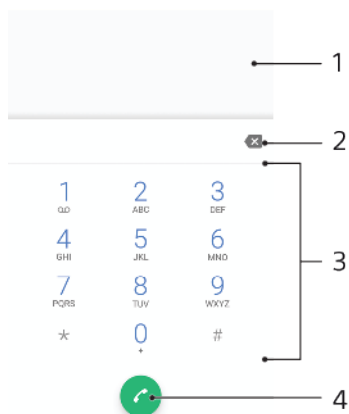 1
2
1 2 3
ABC DEF
4 5 6
GHI JKL MNO
3
7 8 9
PQRS TUV WXYZ
* 0 #
+
4